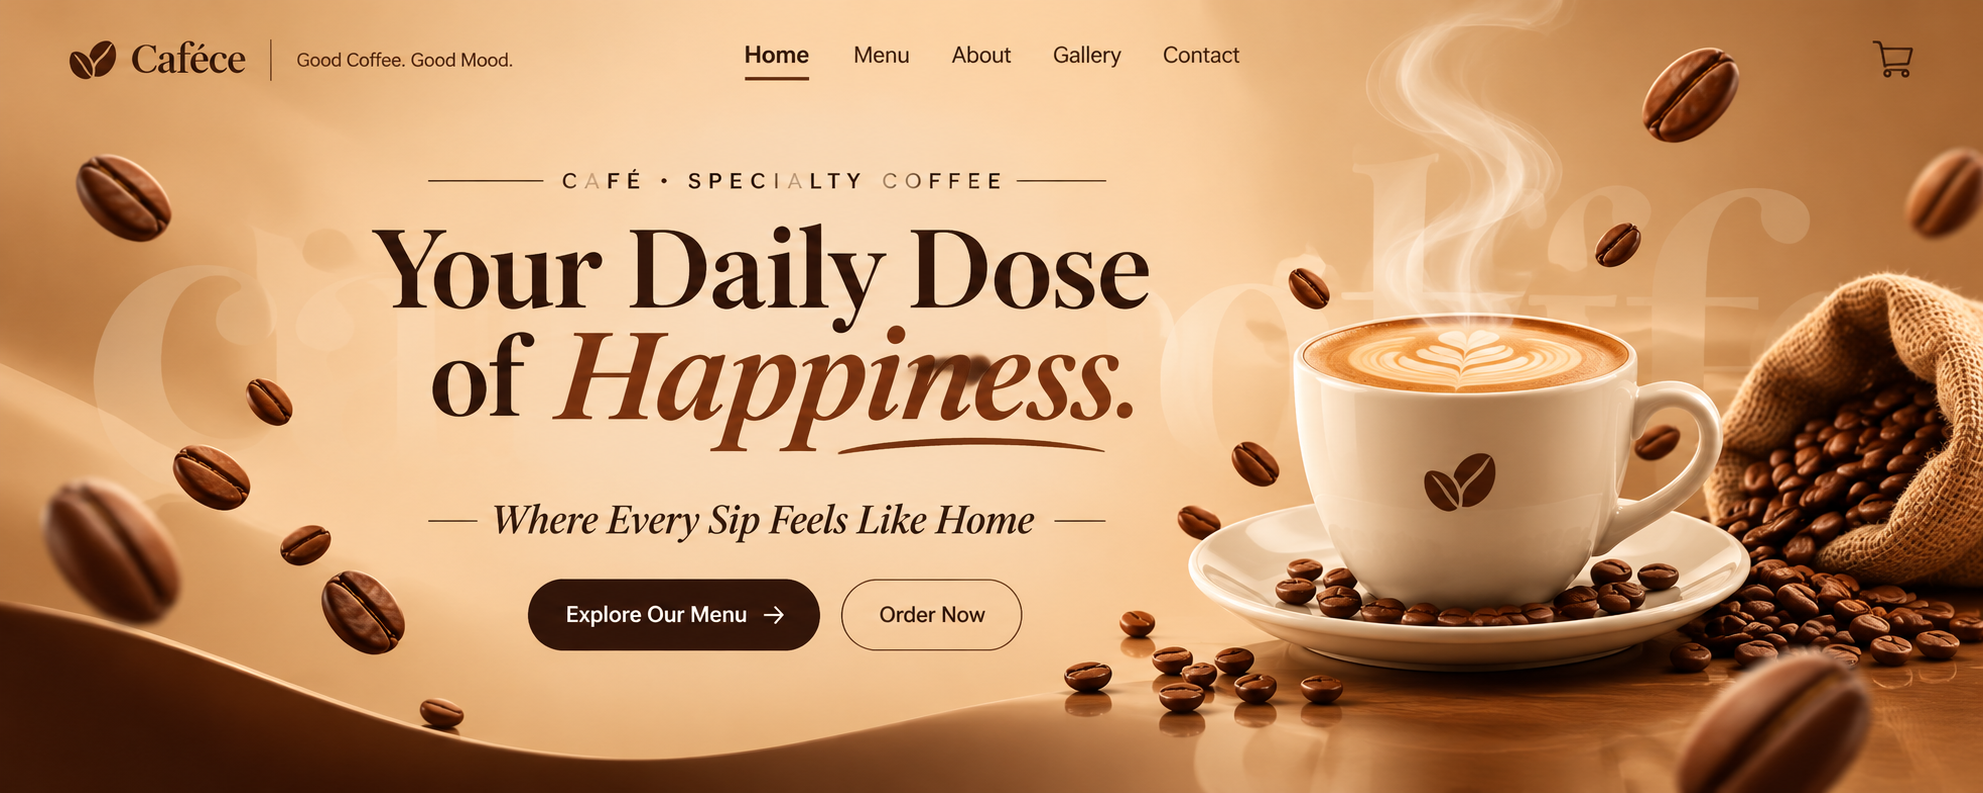 Caféce
Good Coffee. Good Mood.
Home Menu About Gallery Contact
CAFÉ • SPECIALTY COFFEE
Your Daily Dose
of Happiness.
Where Every Sip Feels Like Home
Explore Our Menu →
Order Now